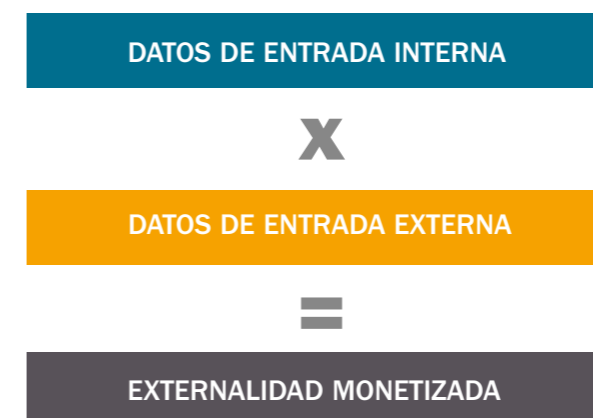 DATOS DE ENTRADA INTERNA
x
DATOS DE ENTRADA EXTERNA
=
EXTERNALIDAD MONETIZADA